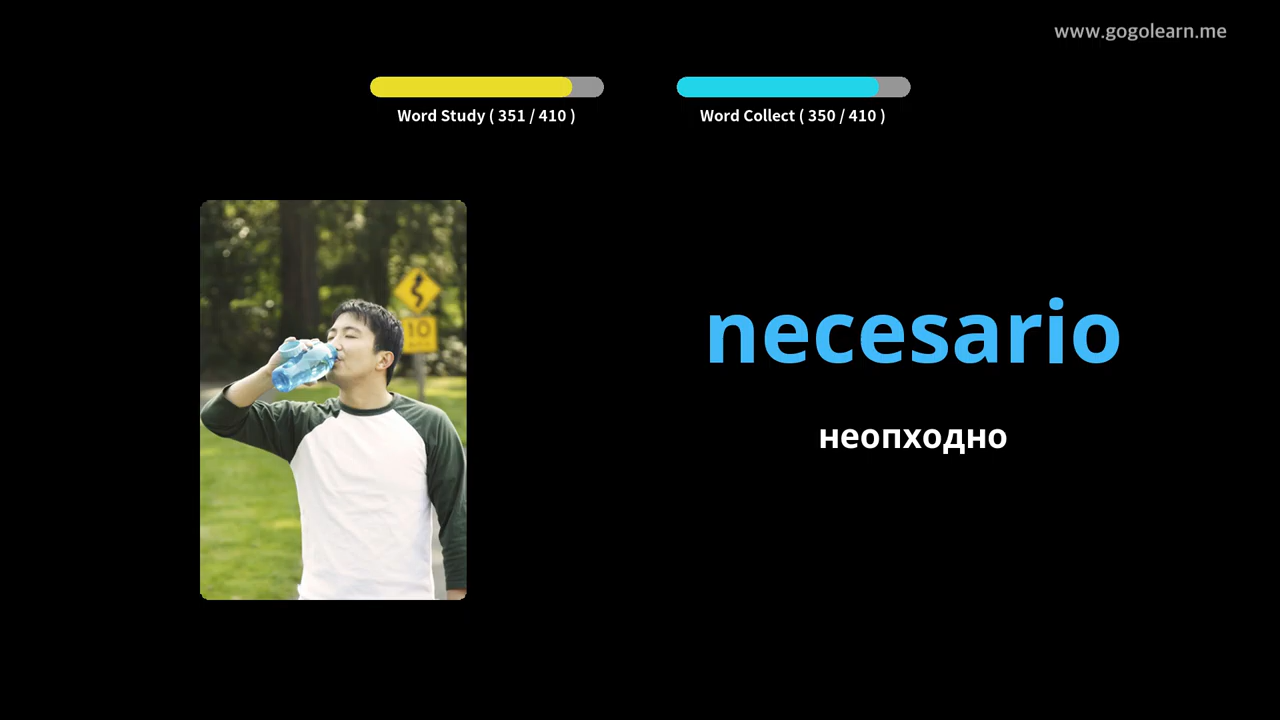 www.gogolearn.me
Word Study ( 351 / 410 )
Word Collect ( 350 / 410 )
10
necesario
неопходно